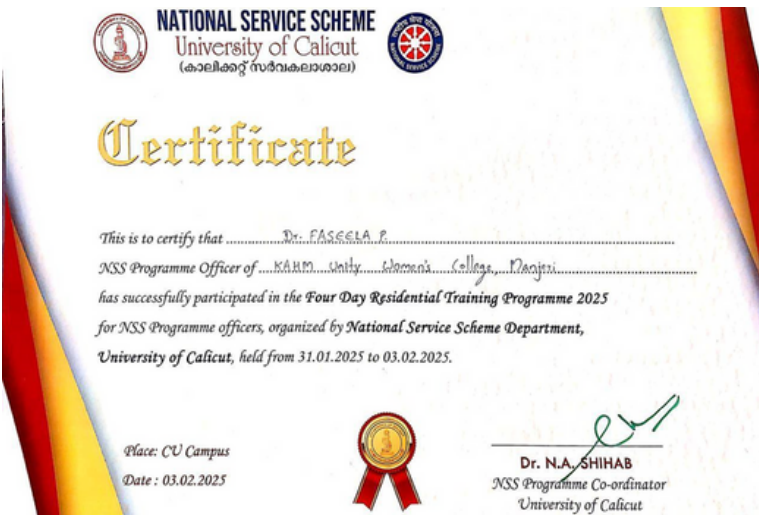 NATIONAL SERVICE SCHEME
University of Calicut
(കാലിക്കറ്റ് സർവകലാശാല)
Certificate
This is to certify that Dr. FASEELA P.
NSS Programme Officer of KAHM Unity Women's College, Manjeri
has successfully participated in the Four Day Residential Training Programme 2025
for NSS Programme officers, organized by National Service Scheme Department,
University of Calicut, held from 31.01.2025 to 03.02.2025.
Place: CU Campus
Date : 03.02.2025
Dr. N.A. SHIHAB
NSS Programme Co-ordinator
University of Calicut